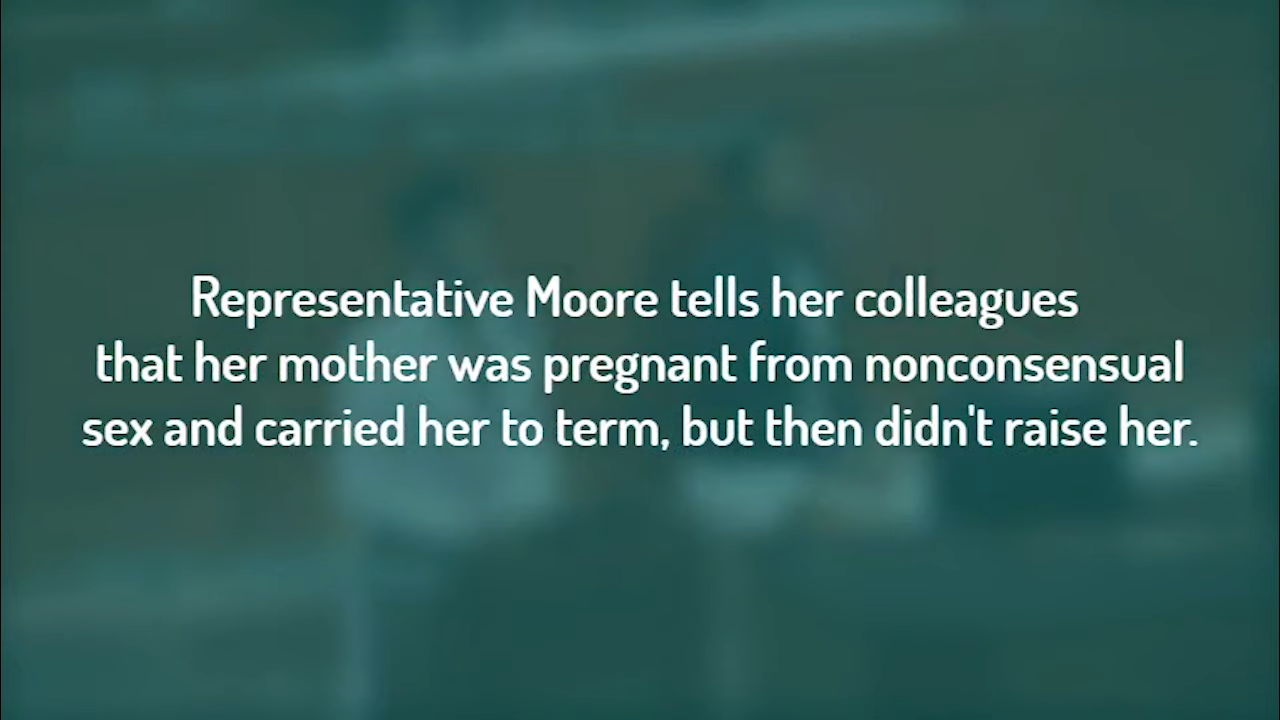 Representative Moore tells her colleagues
that her mother was pregnant from nonconsensual
sex and carried her to term, but then didn't raise her.